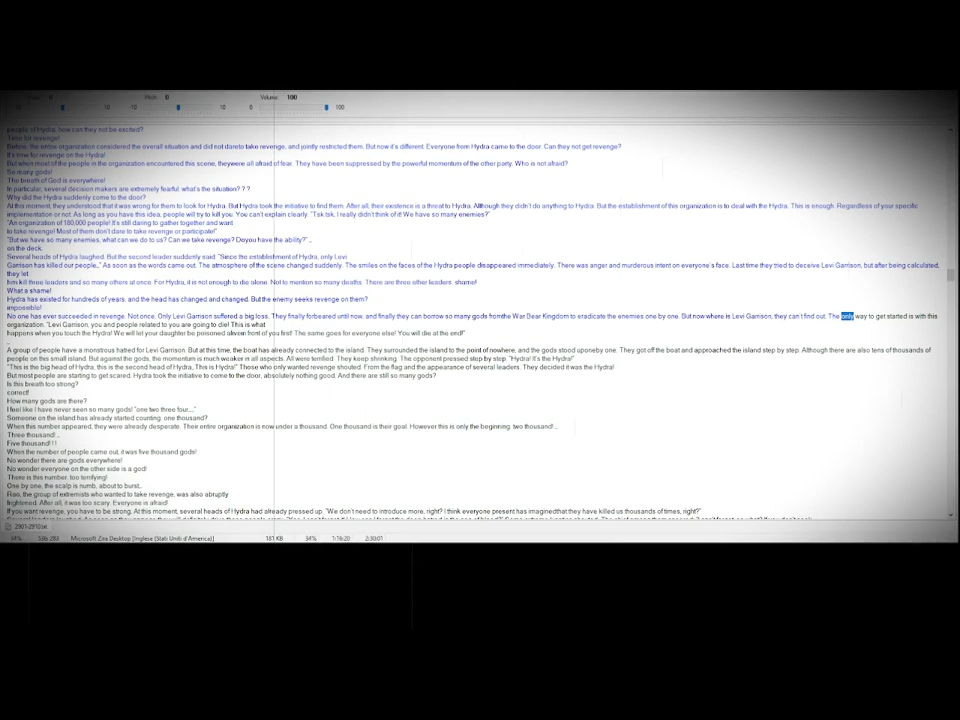 Pitch: 0 Volume: 100
10 -10 10 0 100
people of Hydra, how can they not be excited?
Time for revenge!
Before, the entire organization considered the overall situation and did not dareto take revenge, and jointly restricted them. But now it's different. Everyone from Hydra came to the door. Can they not get revenge?
It's time for revenge on the Hydra!
But when most of the people in the organization encountered this scene, theywere all afraid of fear. They have been suppressed by the powerful momentum of the other party. Who is not afraid?
So many gods!
The breath of God is everywhere!
In particular, several decision makers are extremely fearful. what's the situation? ? ?
Why did the Hydra suddenly come to the door?
At this moment, they understood that it was wrong for them to look for Hydra. But Hydra took the initiative to find them. After all, their existence is a threat to Hydra. Although they didn't do anything to Hydra. But the establishment of this organization is to deal with the Hydra. This is enough. Regardless of your specific
implementation or not. As long as you have this idea, people will try to kill you. You can't explain clearly. "Tsk tsk, I really didn't think of it! We have so many enemies?"
"An organization of 180,000 people! It's still daring to gather together and want
to take revenge! Most of them don't dare to take revenge or participate!"
"But we have so many enemies, what can we do to us? Can we take revenge? Doyou have the ability?"...
on the deck.
Several heads of Hydra laughed. But the second leader suddenly said: "Since the establishment of Hydra, only Levi
Garrison has killed our people..." As soon as the words came out. The atmosphere of the scene changed suddenly. The smiles on the faces of the Hydra people disappeared immediately. There was anger and murderous intent on everyone's face. Last time they tried to deceive Levi Garrison, but after being calculated,
they let
him kill three leaders and so many others at once. For Hydra, it is not enough to die alone. Not to mention so many deaths. There are three other leaders. shame!
What a shame!
Hydra has existed for hundreds of years, and the head has changed and changed. But the enemy seeks revenge on them?
impossible!
No one has ever succeeded in revenge. Not once. Only Levi Garrison suffered a big loss. They finally forbeared until now, and finally they can borrow so many gods fromthe War Bear Kingdom to eradicate the enemies one by one. But now where is Levi Garrison, they can't find out. The only way to get started is with this
organization. "Levi Garrison, you and people related to you are going to die! This is what
happens when you touch the Hydra! We will let your daughter be poisoned alivein front of you first! The same goes for everyone else! You will die at the end!"
..
A group of people have a monstrous hatred for Levi Garrison. But at this time, the boat has already connected to the island. They surrounded the island to the point of nowhere, and the gods stood uponeby one. They got off the boat and approached the island step by step. Although there are also tens of thousands of
people on this small island. But against the gods, the momentum is much weaker in all aspects. All were terrified. They keep shrinking. The opponent pressed step by step. "Hydra! It's the Hydra!"
"This is the big head of Hydra, this is the second head of Hydra, This is Hydra!" Those who only wanted revenge shouted. From the flag and the appearance of several leaders. They decided it was the Hydra!
But most people are starting to get scared. Hydra took the initiative to come to the door, absolutely nothing good. And there are still so many gods?
Is this breath too strong?
correct!
How many gods are there?
I feel like I have never seen so many gods! "one two three four...."
Someone on the island has already started counting. one thousand?
When this number appeared, they were already desperate. Their entire organization is now under a thousand. One thousand is their goal. However this is only the beginning. two thousand!...
Three thousand!...
Five thousand!!!
When the number of people came out, it was five thousand gods!
No wonder there are gods everywhere!
No wonder everyone on the other side is a god!
There is this number. too terrifying!
One by one, the scalp is numb, about to burst..
Rao, the group of extremists who wanted to take revenge, was also abruptly
frightened. After all, it was too scary. Everyone is afraid!
If you want revenge, you have to be strong. At this moment, several heads of Hydra had already pressed up. "We don't need to introduce more, right? I think everyone present has imaginedthat they have killed us thousands of times, right?"
2901-2910.txt
34% 536 283 Microsoft Zira Desktop [Inglese (Stati Uniti d'America)] 181 KB 34% 1:16:20 2:30:01